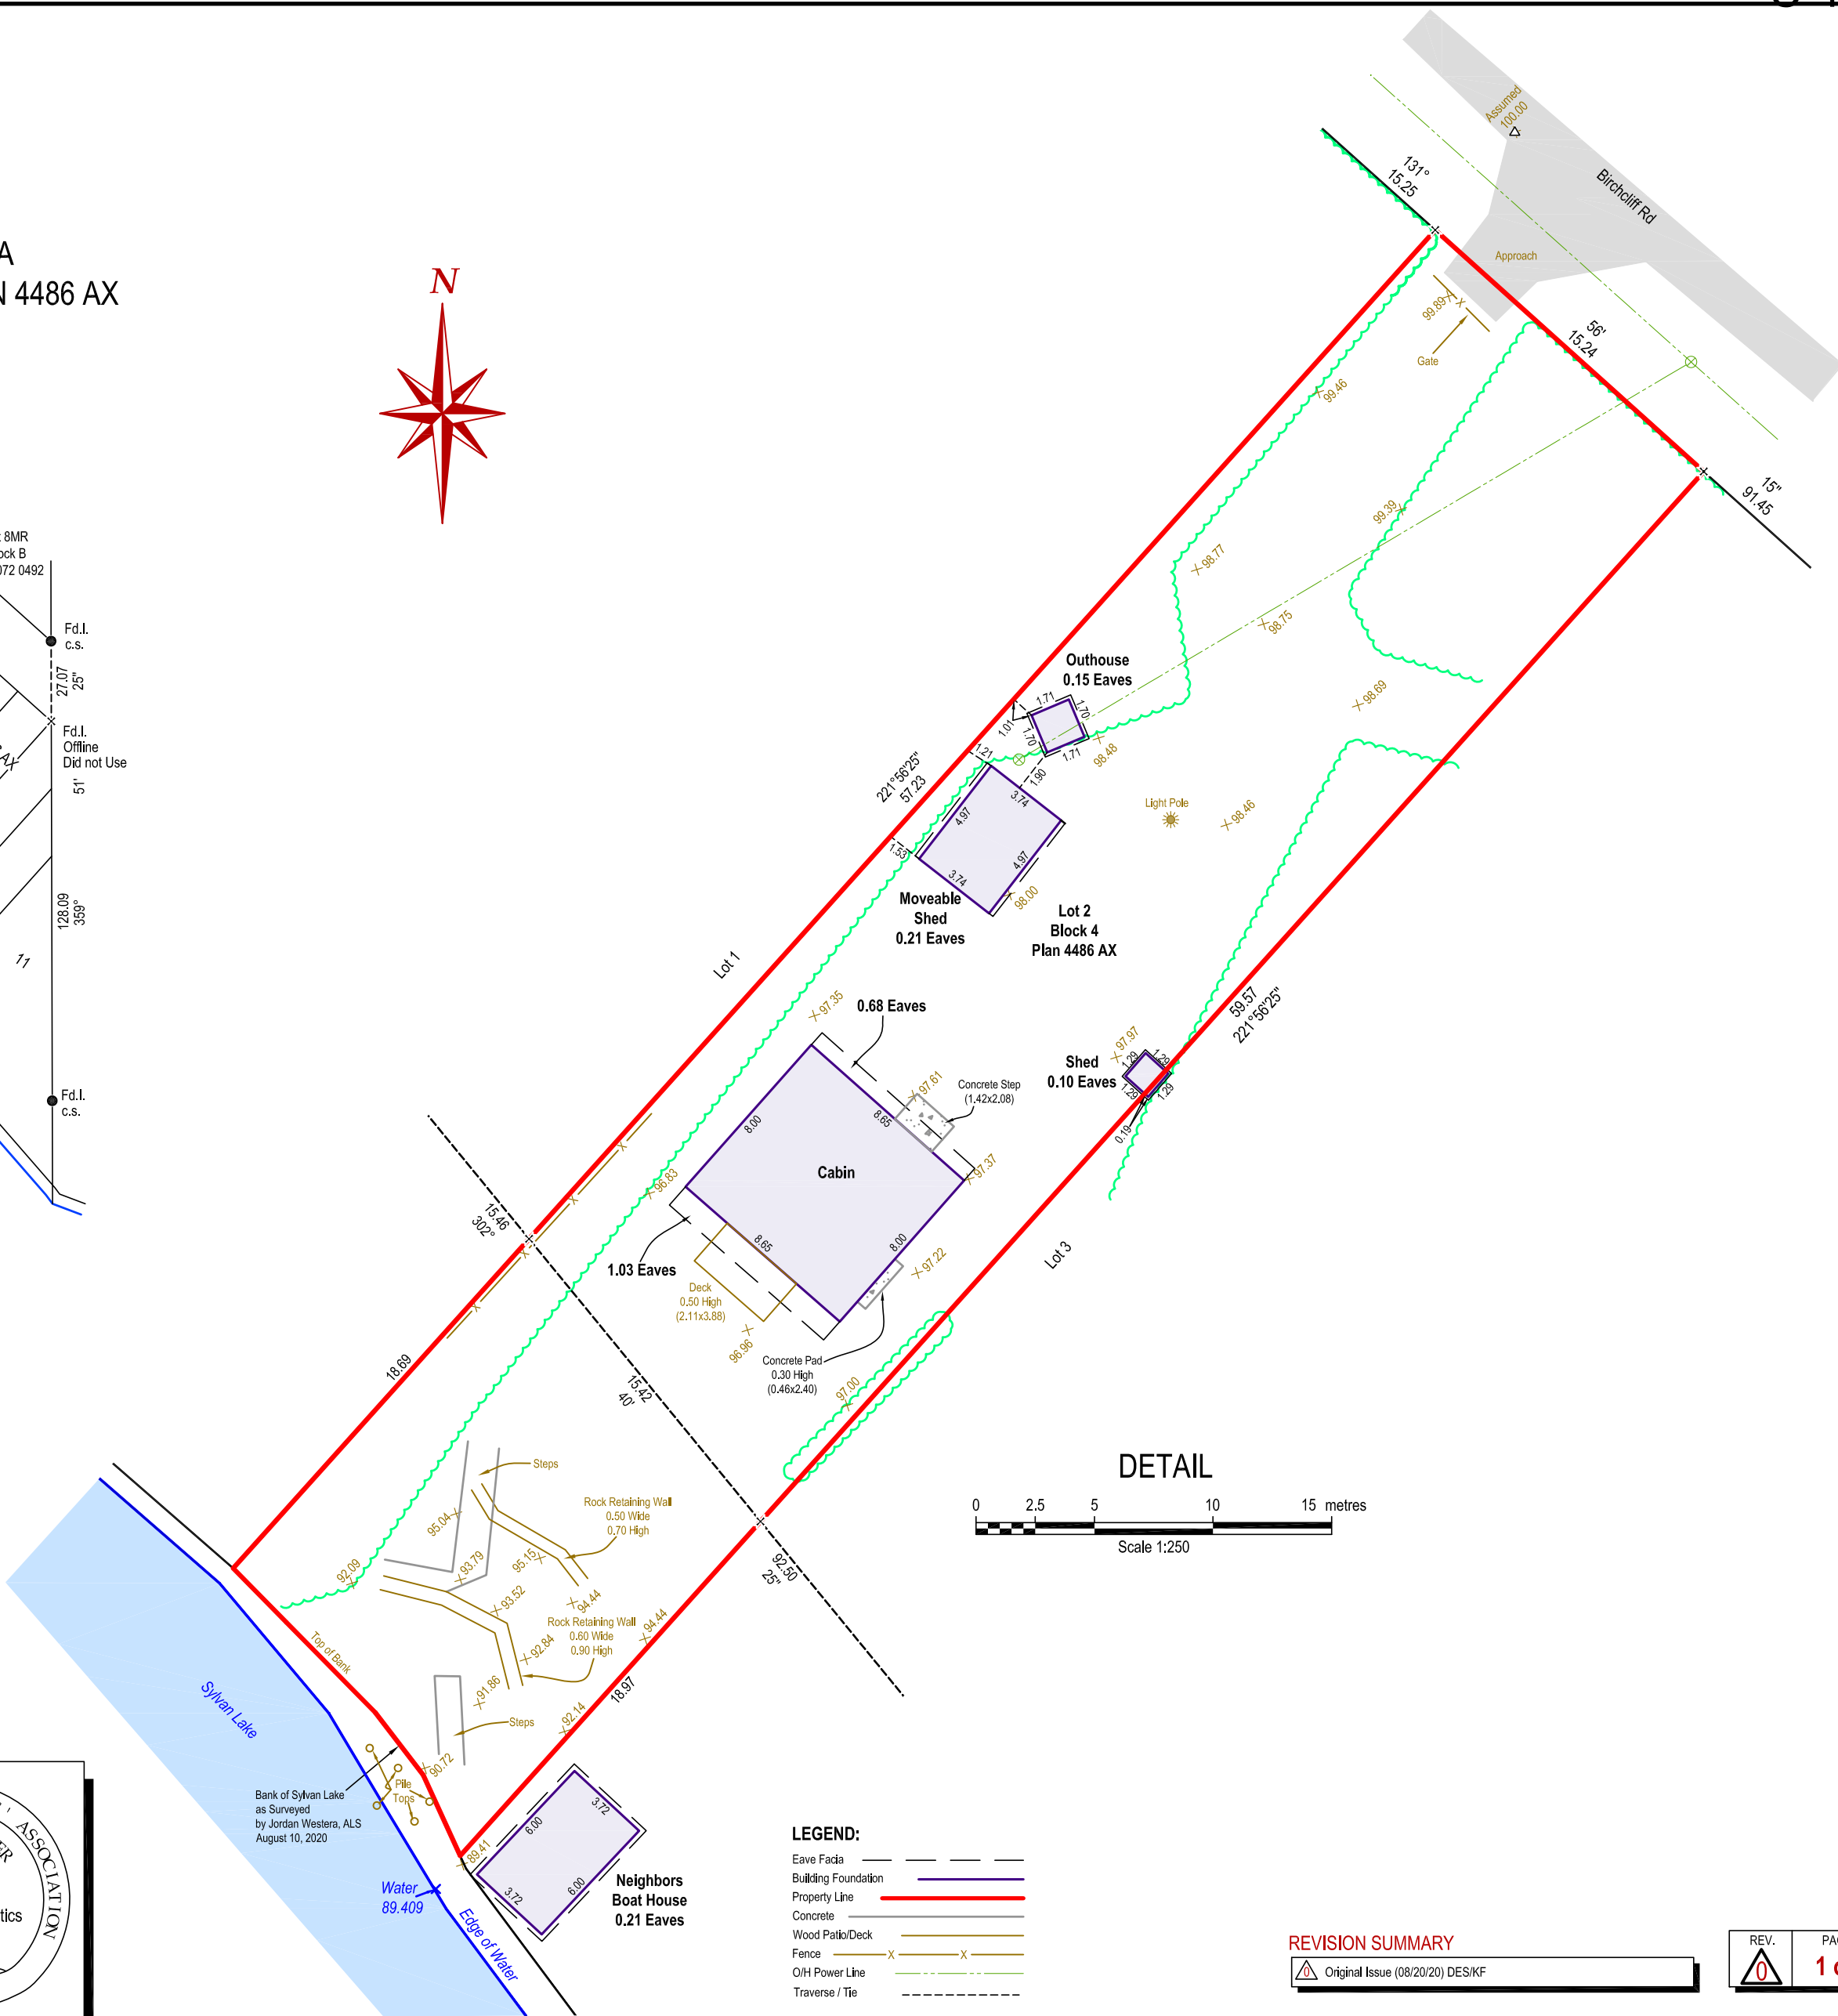 A
N 4486 AX
N
8MR
ock B
072 0492
Fd.I.
c.s.
27.07
25"
Fd.I.
Offline
Did not Use
AX
51'
128.09
359°
11
Fd.I.
c.s.
Assumed
100.00
Birchcliff Rd
131°
15.25
Approach
99.89
X
Gate
56'
15.24
15"
91.45
99.46
99.39
98.77
98.75
98.69
Outhouse
0.15 Eaves
1.71
1.70
1.01
1.70
1.71
98.48
1.21
1.90
221°56'25"
57.23
3.74
4.97
4.97
3.74
1.53
98.00
Light Pole
98.46
Moveable
Shed
0.21 Eaves
Lot 2
Block 4
Plan 4486 AX
Lot 1
97.35
0.68 Eaves
59.57
221°56'25"
97.97
Shed
0.10 Eaves
1.29
1.29
1.29
1.29
0.19
97.61
Concrete Step
(1.42x2.08)
8.65
8.00
Cabin
97.37
96.83
X
X
X
X
15.46
302°
8.65
8.00
97.22
1.03 Eaves
Deck
0.50 High
(2.11x3.88)
96.96
Lot 3
Concrete Pad
0.30 High
(0.46x2.40)
97.00
18.69
15.42
40'
Steps
Rock Retaining Wall
0.50 Wide
0.70 High
95.04
93.79
95.15
92.09
93.52
94.44
94.44
92.50
25"
Rock Retaining Wall
0.60 Wide
0.90 High
92.84
91.86
92.14
18.97
Steps
Top of Bank
Sylvan Lake
90.72
Pile
Tops
Bank of Sylvan Lake
as Surveyed
by Jordan Westera, ALS
August 10, 2020
89.41
Water
89.409
Edge of Water
6.00
3.72
3.72
6.00
Neighbors
Boat House
0.21 Eaves
DETAIL
0 2.5 5 10 15 metres
Scale 1:250
LEGEND:
Eave Facia
Building Foundation
Property Line
Concrete
Wood Patio/Deck
Fence X X
O/H Power Line
Traverse / Tie
ASSOCIATION
ER
tics
REVISION SUMMARY
0 Original Issue (08/20/20) DES/KF
REV.
0
PA
1